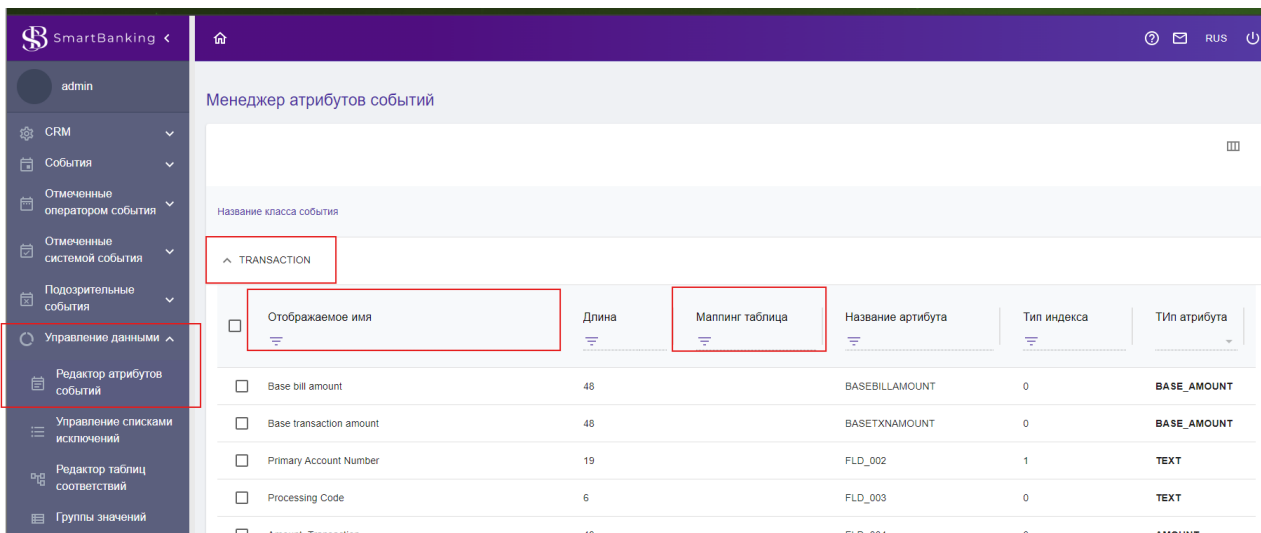 SmartBanking
RUS
admin
Менеджер атрибутов событий
CRM
События
Отмеченные
оператором события
Отмеченные
системой события
Подозрительные
события
Управление данными
Редактор атрибутов
событий
Управление списками
исключений
Редактор таблиц
соответствий
Группы значений
Название класса события
TRANSACTION
Отображаемое имя Длина Маппинг таблица Название артибута Тип индекса ТИп атрибута
Base bill amount 48 BASEBILLAMOUNT 0 BASE_AMOUNT
Base transaction amount 48 BASETXNAMOUNT 0 BASE_AMOUNT
Primary Account Number 19 FLD_002 1 TEXT
Processing Code 6 FLD_003 0 TEXT